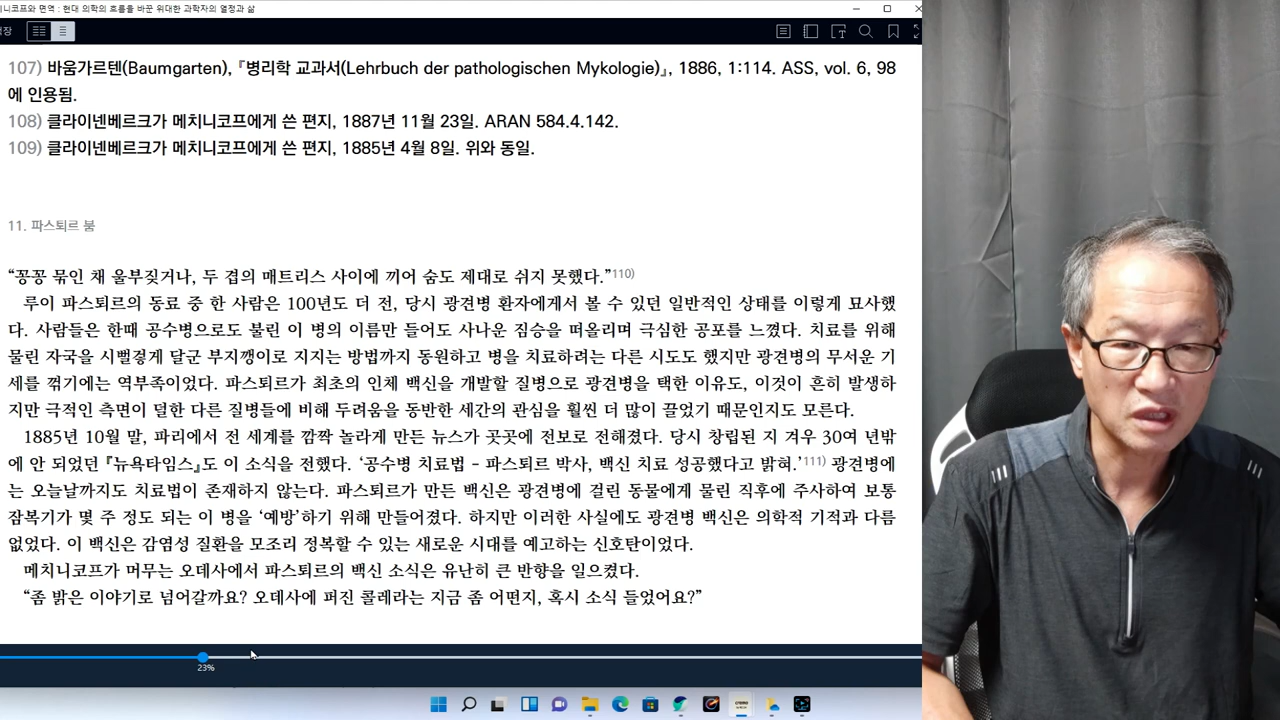 니코프와 면역 : 현대 의학의 흐름을 바꾼 위대한 과학자의 열정과 삶
107) 바움가르텐(Baumgarten), 『병리학 교과서(Lehrbuch der pathologischen Mykologie)』, 1886, 1:114. ASS, vol. 6, 98
에 인용됨.
108) 클라이넨베르크가 메치니코프에게 쓴 편지, 1887년 11월 23일. ARAN 584.4.142.
109) 클라이넨베르크가 메치니코프에게 쓴 편지, 1885년 4월 8일. 위와 동일.
11. 파스퇴르 붐
“꽁꽁 묶인 채 울부짖거나, 두 겹의 매트리스 사이에 끼어 숨도 제대로 쉬지 못했다.”110)
루이 파스퇴르의 동료 중 한 사람은 100년도 더 전, 당시 광견병 환자에게서 볼 수 있던 일반적인 상태를 이렇게 묘사했
다. 사람들은 한때 공수병으로도 불린 이 병의 이름만 들어도 사나운 짐승을 떠올리며 극심한 공포를 느꼈다. 치료를 위해
물린 자국을 시뻘겋게 달군 부지깽이로 지지는 방법까지 동원하고 병을 치료하려는 다른 시도도 했지만 광견병의 무서운 기
세를 꺾기에는 역부족이었다. 파스퇴르가 최초의 인체 백신을 개발할 질병으로 광견병을 택한 이유도, 이것이 흔히 발생하
지만 극적인 측면이 덜한 다른 질병들에 비해 두려움을 동반한 세간의 관심을 훨씬 더 많이 끌었기 때문인지도 모른다.
1885년 10월 말, 파리에서 전 세계를 깜짝 놀라게 만든 뉴스가 곳곳에 전보로 전해졌다. 당시 창립된 지 겨우 30여 년밖
에 안 되었던 『뉴욕타임스』도 이 소식을 전했다. ‘공수병 치료법 - 파스퇴르 박사, 백신 치료 성공했다고 밝혀.’111) 광견병에
는 오늘날까지도 치료법이 존재하지 않는다. 파스퇴르가 만든 백신은 광견병에 걸린 동물에게 물린 직후에 주사하여 보통
잠복기가 몇 주 정도 되는 이 병을 ‘예방’하기 위해 만들어졌다. 하지만 이러한 사실에도 광견병 백신은 의학적 기적과 다름
없었다. 이 백신은 감염성 질환을 모조리 정복할 수 있는 새로운 시대를 예고하는 신호탄이었다.
메치니코프가 머무는 오데사에서 파스퇴르의 백신 소식은 유난히 큰 반향을 일으켰다.
“좀 밝은 이야기로 넘어갈까요? 오데사에 퍼진 콜레라는 지금 좀 어떤지, 혹시 소식 들었어요?”
23%